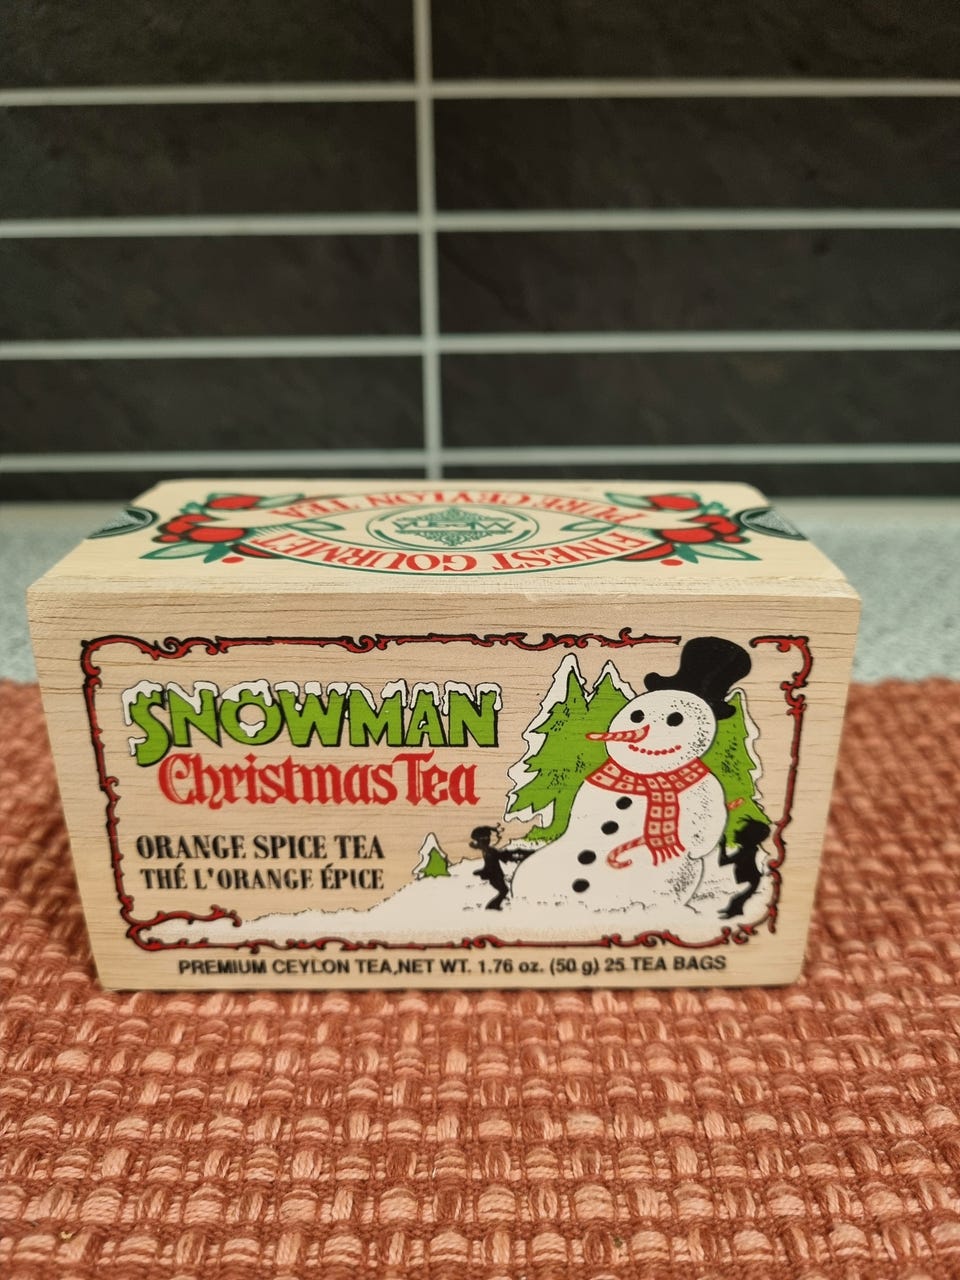 PURE CEYLON TEA
FINEST GOURMET
SNOWMAN
Christmas Tea
ORANGE SPICE TEA
THÉ L'ORANGE ÉPICE
PREMIUM CEYLON TEA,NET WT. 1.76 oz. (50 g) 25 TEA BAGS